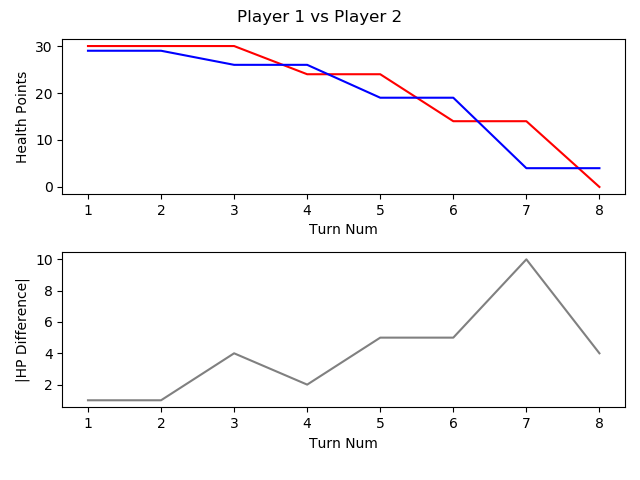 Player 1 vs Player 2
30
20
10
0
Health Points
1 2 3 4 5 6 7 8
Turn Num
10
8
6
4
2
|HP Difference|
1 2 3 4 5 6 7 8
Turn Num